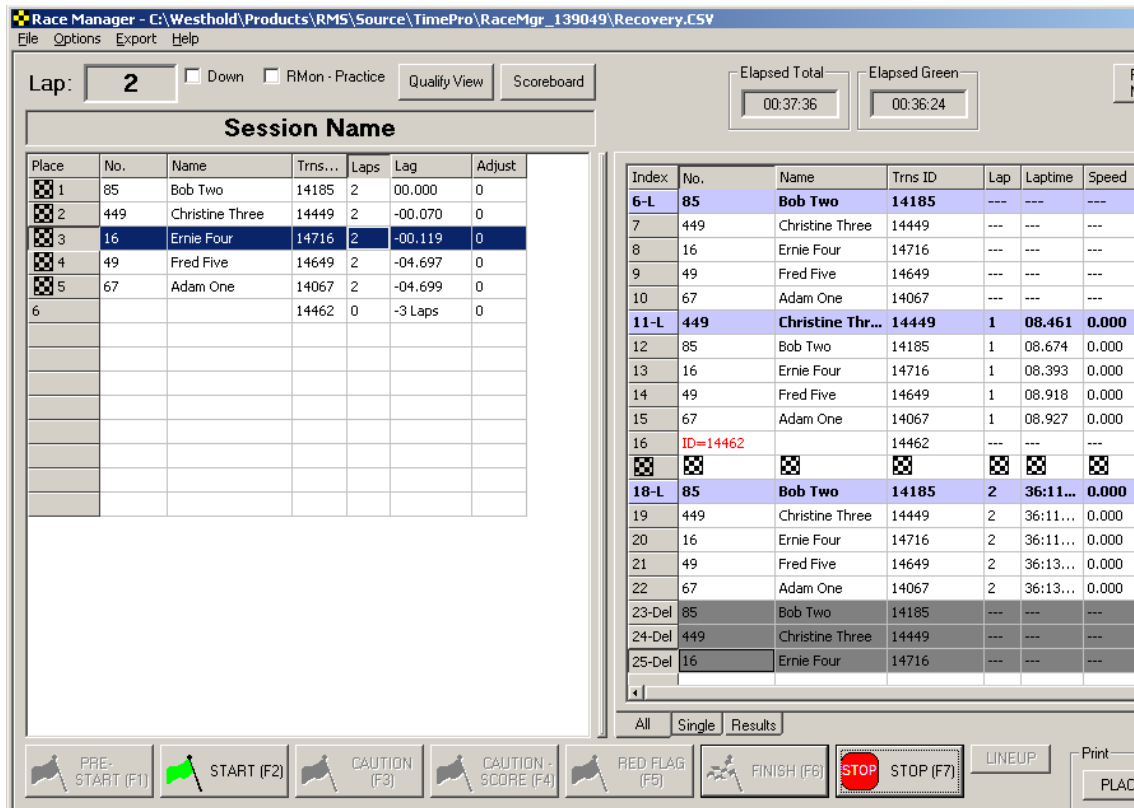 Race Manager - C:\Westhold\Products\RMS\Source\TimePro\RaceMgr_139049\Recovery.CSV
File Options Export Help
Lap: 2 Down RMon - Practice Qualify View Scoreboard
Elapsed Total Elapsed Green
00:37:36 00:36:24
Session Name
Place No. Name Trns... Laps Lag Adjust
1 85 Bob Two 14185 2 00.000 0
2 449 Christine Three 14449 2 -00.070 0
3 16 Ernie Four 14716 2 -00.119 0
4 49 Fred Five 14649 2 -04.697 0
5 67 Adam One 14067 2 -04.699 0
6 14462 0 -3 Laps 0
Index No. Name Trns ID Lap Laptime Speed
6-L 85 Bob Two 14185 --- --- ---
7 449 Christine Three 14449 --- --- ---
8 16 Ernie Four 14716 --- --- ---
9 49 Fred Five 14649 --- --- ---
10 67 Adam One 14067 --- --- ---
11-L 449 Christine Thr... 14449 1 08.461 0.000
12 85 Bob Two 14185 1 08.674 0.000
13 16 Ernie Four 14716 1 08.393 0.000
14 49 Fred Five 14649 1 08.918 0.000
15 67 Adam One 14067 1 08.927 0.000
16 ID=14462 14462 --- --- ---
18-L 85 Bob Two 14185 2 36:11... 0.000
19 449 Christine Three 14449 2 36:11... 0.000
20 16 Ernie Four 14716 2 36:11... 0.000
21 49 Fred Five 14649 2 36:13... 0.000
22 67 Adam One 14067 2 36:13... 0.000
23-Del 85 Bob Two 14185 --- --- ---
24-Del 449 Christine Three 14449 --- --- ---
25-Del 16 Ernie Four 14716 --- --- ---
All Single Results
PRE-
START (F1)
START (F2)
CAUTION
(F3)
CAUTION -
SCORE (F4)
RED FLAG
(F5)
FINISH (F6)
STOP STOP (F7)
LINEUP
Print
PLAC